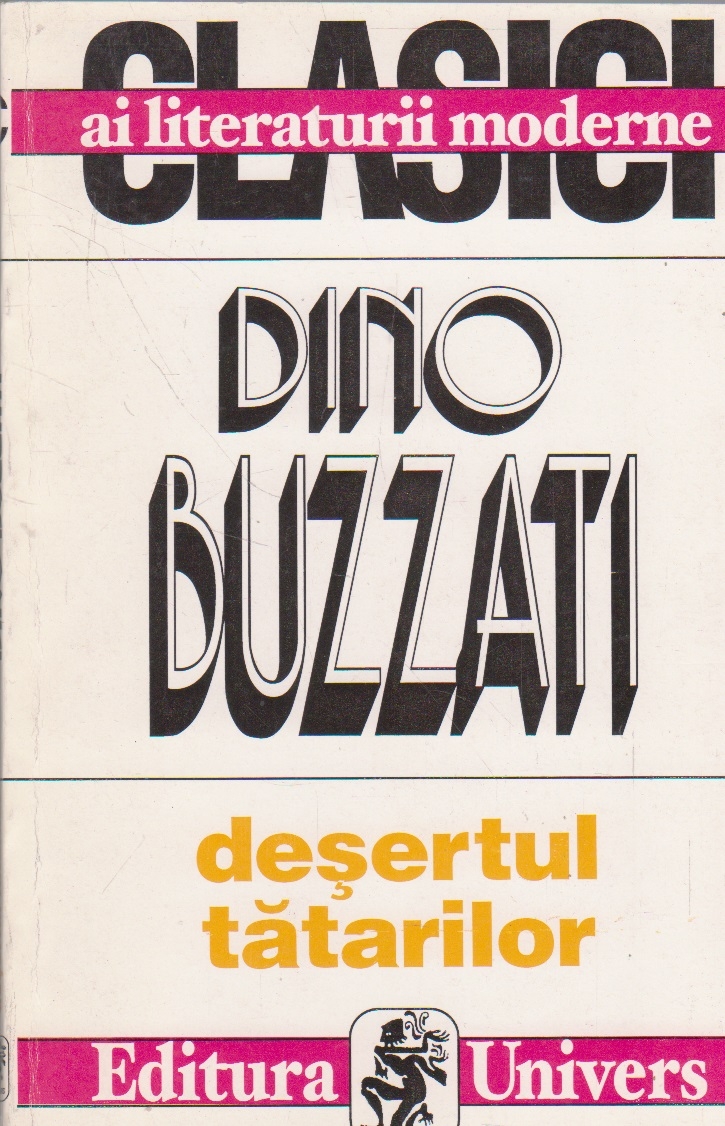 CLASICI
ai literaturii moderne
DINO
BUZZATI
deşertul
tătarilor
Editura Univers